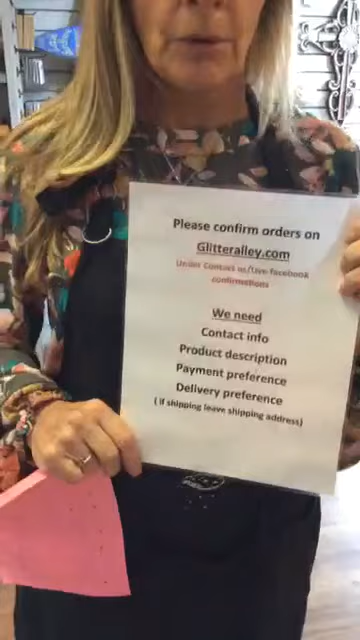 Please confirm orders on
Glitteralley.com
Under Contact us/Live facebook
confirmations
We need
Contact info
Product description
Payment preference
Delivery preference
( if shipping leave shipping address)